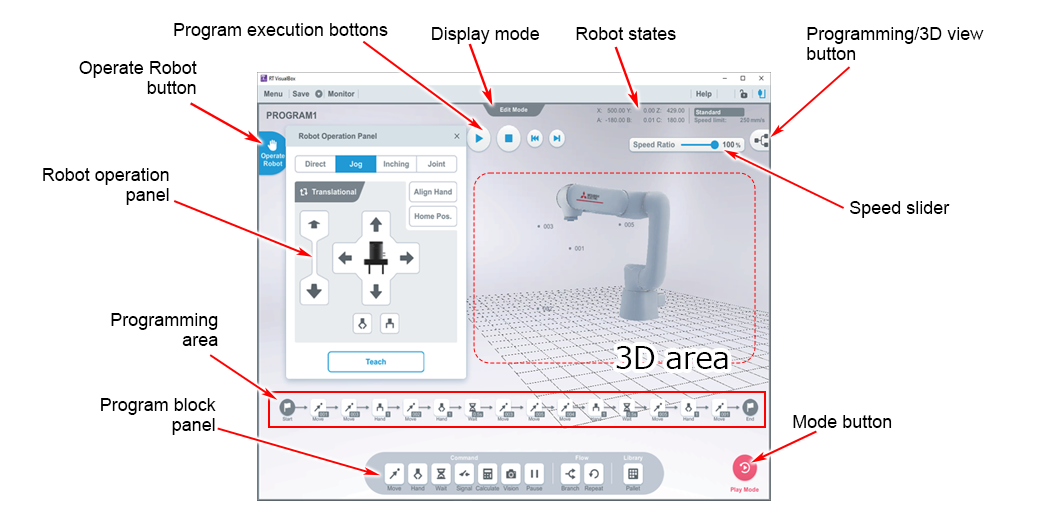 Program execution bottons
Display mode
Robot states
Programming/3D view
button
Operate Robot
button
RT VisualBox
Menu Save Monitor Help
PROGRAM1
Edit Mode
X: 500.00 Y: 0.00 Z: 429.00
A: -180.00 B: 0.01 C: 180.00
Standard
Speed limit: 250 mm/s
Operate
Robot
Robot Operation Panel
Speed Ratio 100 %
Direct Jog Inching Joint
Robot operation
panel
Translational
Align Hand
Home Pos.
Speed slider
MITSUBISHI
ELECTRIC
003
005
001
Programming
area
Teach
3D area
Start Move Move Hand Move Hand Wait Move Move Move Hand Wait Move Hand Move End
Program block
panel
Mode button
Command Flow Library
Move Hand Wait Signal Calculate Vision Pause Branch Repeat Pallet
Play Mode